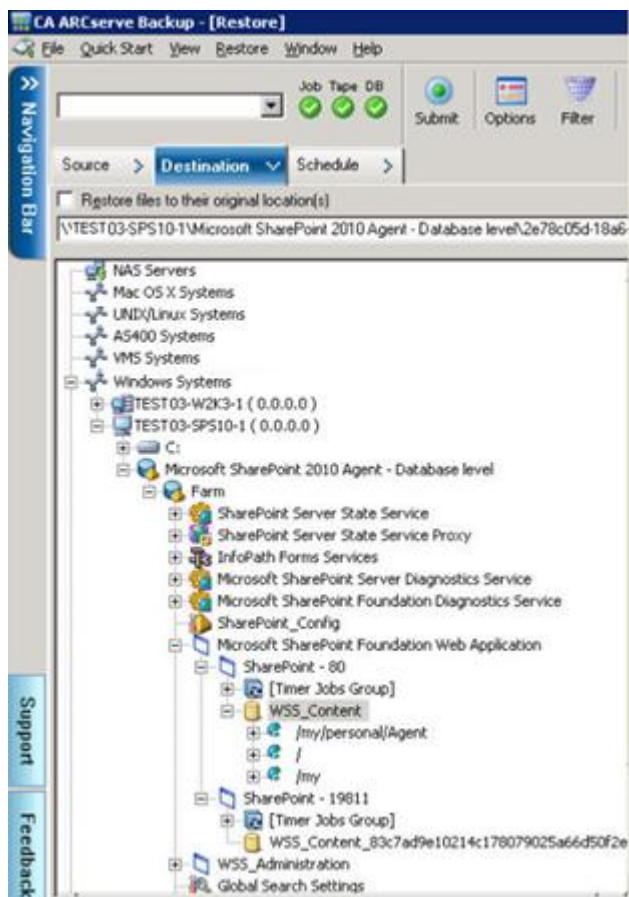 CA ARCserve Backup - [Restore]
File Quick Start View Restore Window Help
Job Tape DB
Submit Options Filter
Source > Destination Schedule >
Restore files to their original location(s)
\\TEST03-SPS10-1\Microsoft SharePoint 2010 Agent - Database level\2e78c05d-18a6-
NAS Servers
Mac OS X Systems
UNIX/Linux Systems
AS400 Systems
VMS Systems
Windows Systems
TEST03-W2K3-1 ( 0.0.0.0 )
TEST03-SPS10-1 ( 0.0.0.0 )
C:
Microsoft SharePoint 2010 Agent - Database level
Farm
SharePoint Server State Service
SharePoint Server State Service Proxy
InfoPath Forms Services
Microsoft SharePoint Server Diagnostics Service
Microsoft SharePoint Foundation Diagnostics Service
SharePoint_Config
Microsoft SharePoint Foundation Web Application
SharePoint - 80
[Timer Jobs Group]
WSS_Content
/my/personal/Agent
/
/my
SharePoint - 19811
[Timer Jobs Group]
WSS_Content_83c7ad9e10214c178079025a66d50f2e
WSS_Administration
Global Search Settings
Navigation Bar
Support
Feedback